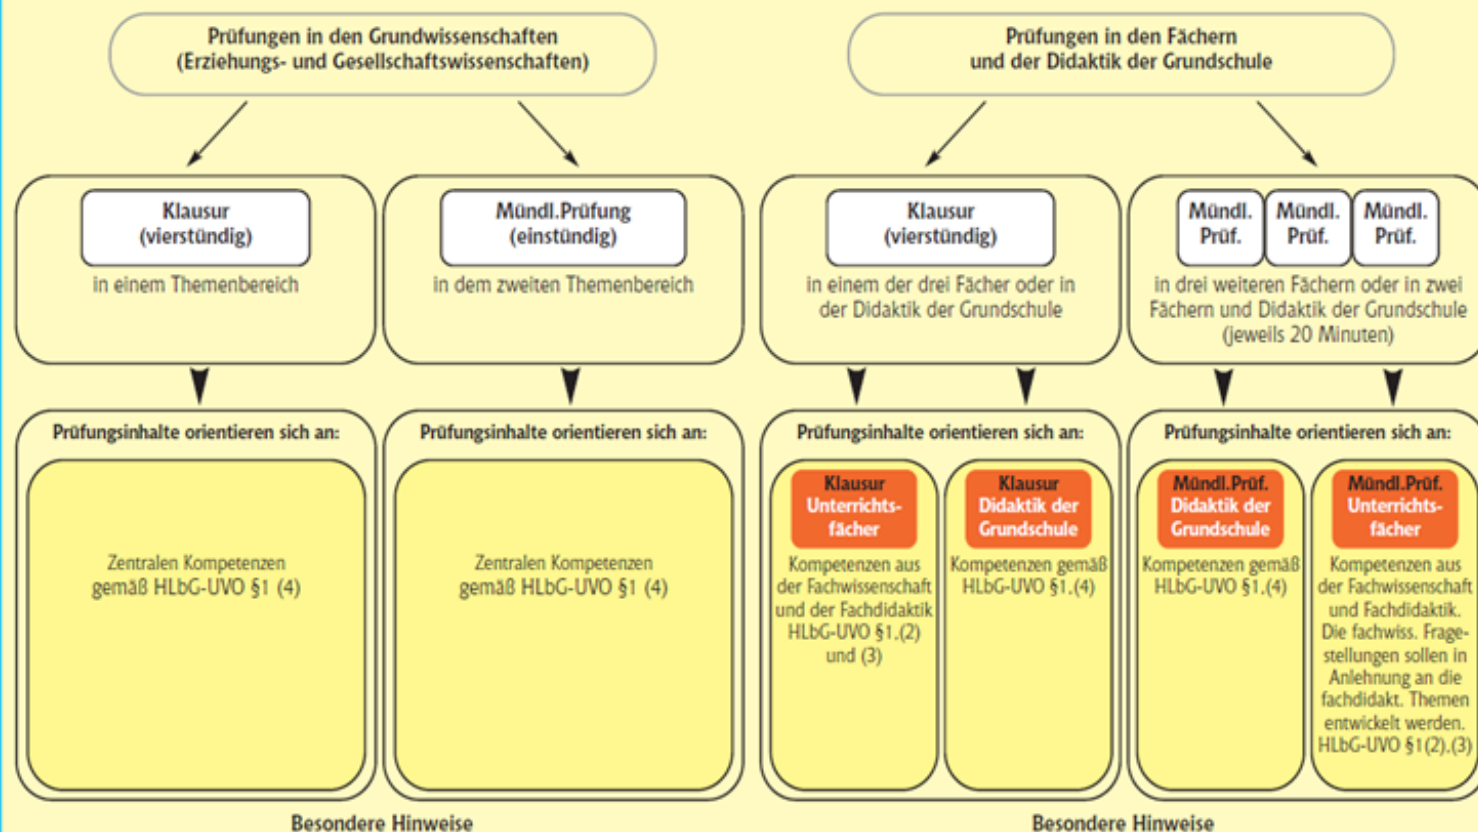 Prüfungen in den Grundwissenschaften
(Erziehungs- und Gesellschaftswissenschaften)
Prüfungen in den Fächern
und der Didaktik der Grundschule
Klausur
(vierstündig)
in einem Themenbereich
Mündl.Prüfung
(einstündig)
in dem zweiten Themenbereich
Klausur
(vierstündig)
in einem der drei Fächer oder in
der Didaktik der Grundschule
Mündl.
Prüf.
Mündl.
Prüf.
Mündl.
Prüf.
in drei weiteren Fächern oder in zwei
Fächern und Didaktik der Grundschule
(jeweils 20 Minuten)
Prüfungsinhalte orientieren sich an:
Zentralen Kompetenzen
gemäß HLbG-UVO §1 (4)
Prüfungsinhalte orientieren sich an:
Zentralen Kompetenzen
gemäß HLbG-UVO §1 (4)
Prüfungsinhalte orientieren sich an:
Klausur
Unterrichts-
fächer
Kompetenzen aus
der Fachwissenschaft
und der Fachdidaktik
HLbG-UVO §1.(2)
und (3)
Klausur
Didaktik der
Grundschule
Kompetenzen gemäß
HLbG-UVO §1.(4)
Prüfungsinhalte orientieren sich an:
Mündl.Prüf.
Didaktik der
Grundschule
Kompetenzen gemäß
HLbG-UVO §1.(4)
Mündl.Prüf.
Unterrichts-
fächer
Kompetenzen aus
der Fachwissenschaft
und Fachdidaktik.
Die fachwiss. Frage-
stellungen sollen in
Anlehnung an die
fachdidakt. Themen
entwickelt werden.
HLbG-UVO §1(2).(3)
Besondere Hinweise
Besondere Hinweise